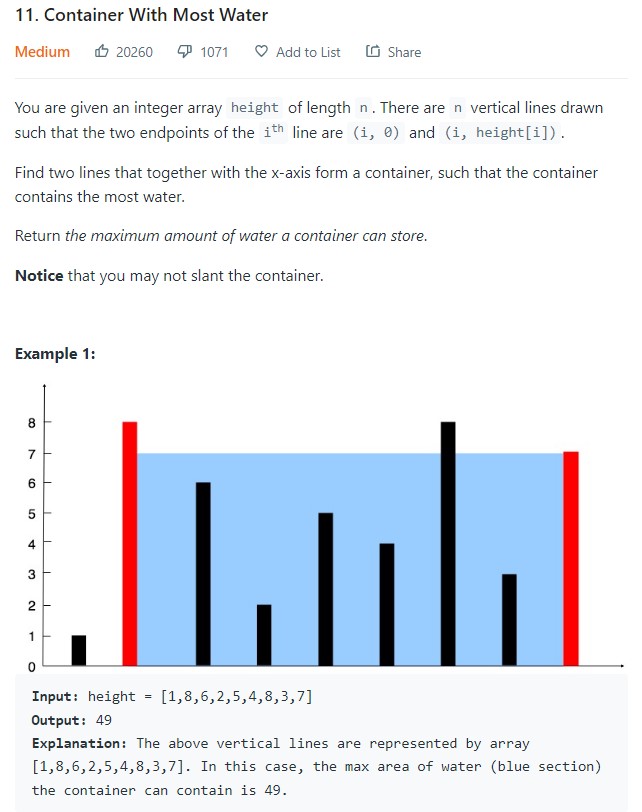 11. Container With Most Water
Medium 20260 1071 Add to List Share
You are given an integer array height of length n. There are n vertical lines drawn
such that the two endpoints of the ith line are (i, 0) and (i, height[i]).
Find two lines that together with the x-axis form a container, such that the container
contains the most water.
Return the maximum amount of water a container can store.
Notice that you may not slant the container.
Example 1:
8
7
6
5
4
3
2
1
0
Input: height = [1,8,6,2,5,4,8,3,7]
Output: 49
Explanation: The above vertical lines are represented by array
[1,8,6,2,5,4,8,3,7]. In this case, the max area of water (blue section)
the container can contain is 49.